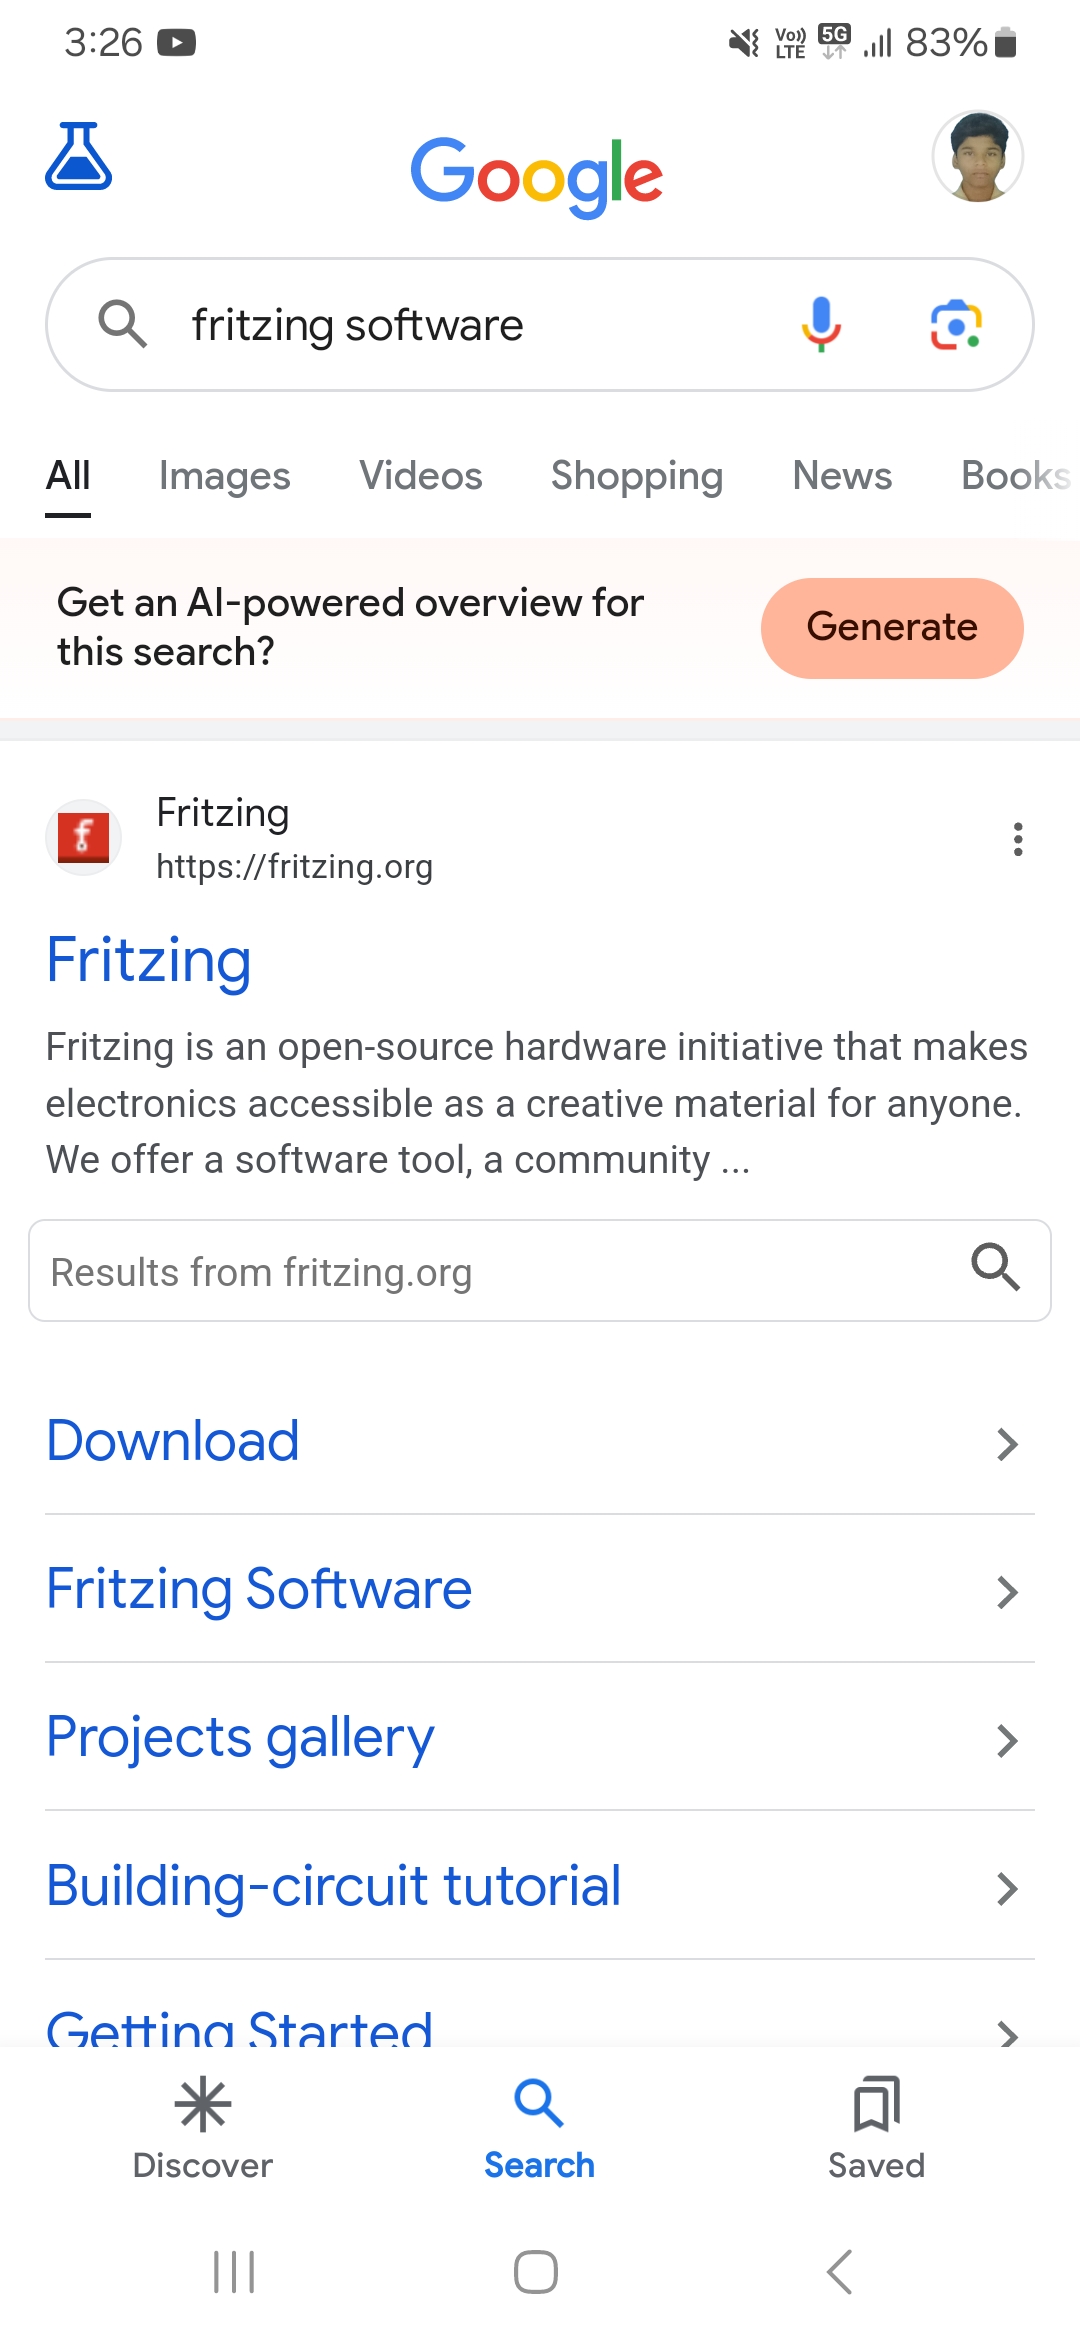 3:26
Vo)) LTE 5G 83%
Google
fritzing software
All Images Videos Shopping News Books
Get an AI-powered overview for
this search?
Generate
Fritzing
https://fritzing.org
Fritzing
Fritzing is an open-source hardware initiative that makes
electronics accessible as a creative material for anyone.
We offer a software tool, a community ...
Results from fritzing.org
Download
Fritzing Software
Projects gallery
Building-circuit tutorial
Getting Started
Discover Search Saved